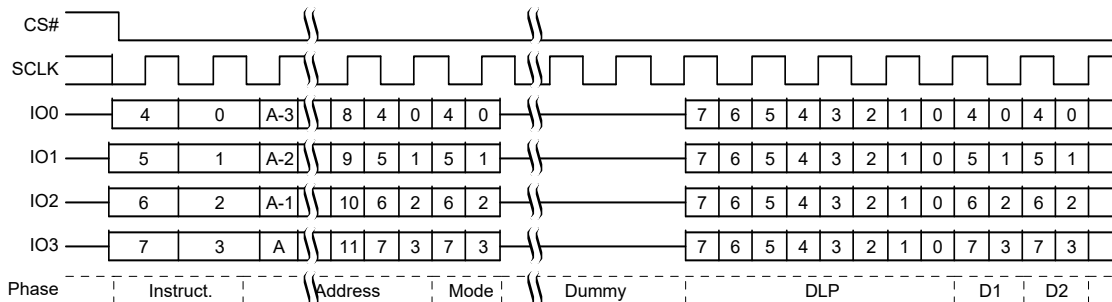 CS#
SCLK
IO0 4 0 A-3 8 4 0 4 0 7 6 5 4 3 2 1 0 4 0 4 0
IO1 5 1 A-2 9 5 1 5 1 7 6 5 4 3 2 1 0 5 1 5 1
IO2 6 2 A-1 10 6 2 6 2 7 6 5 4 3 2 1 0 6 2 6 2
IO3 7 3 A 11 7 3 7 3 7 6 5 4 3 2 1 0 7 3 7 3
Phase Instruct. Address Mode Dummy DLP D1 D2